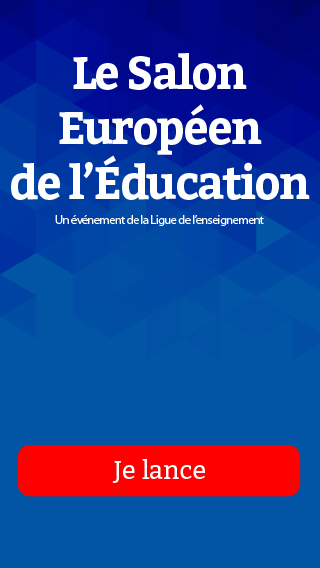 Le Salon
Européen
de l’Éducation
Un événement de la Ligue de l’enseignement
Je lance